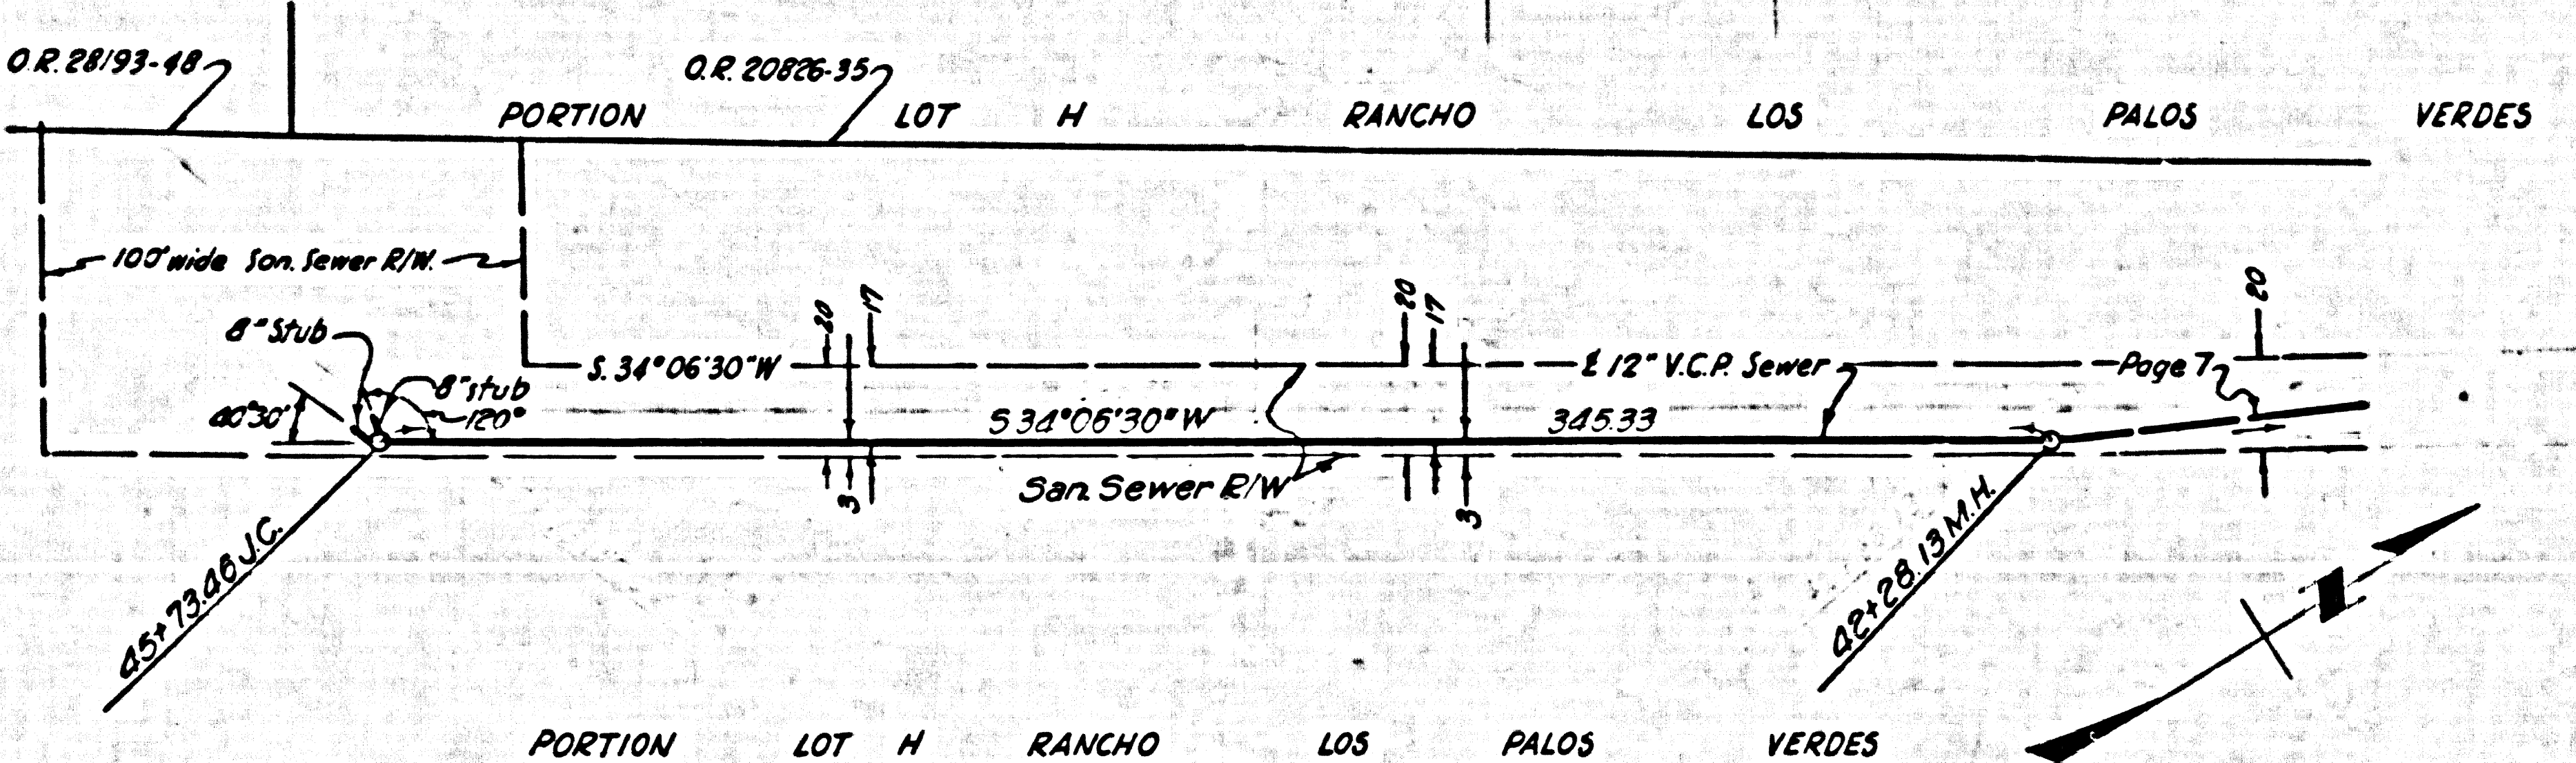 O.R. 28193-48
O.R. 20826-35
PORTION LOT H RANCHO LOS PALOS VERDES
100' wide San. Sewer R/W.
8" Stub
8" stub
40°30'
120°
S. 34°06'30" W
20
17
20
17
℄ 12" V.C.P. Sewer
Page 7
20
S 34°06'30" W
345.33
San. Sewer R/W
3
3
45+73.46 J.C.
42+28.13 M.H.
PORTION LOT H RANCHO LOS PALOS VERDES